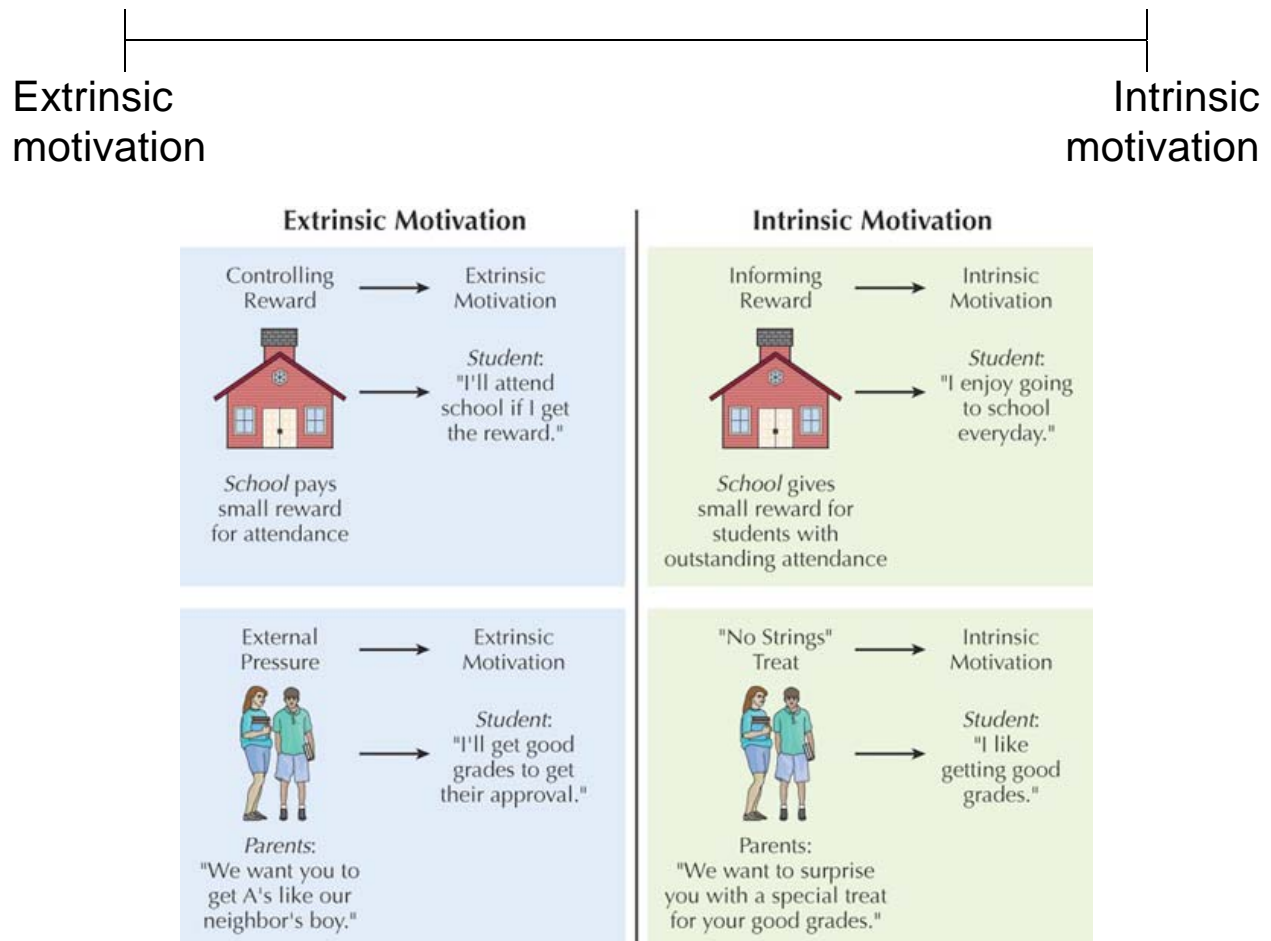 Extrinsic
motivation
Intrinsic
motivation
Extrinsic Motivation
Controlling
Reward
Extrinsic
Motivation
Student:
"I'll attend
school if I get
the reward."
School pays
small reward
for attendance
External
Pressure
Extrinsic
Motivation
Student:
"I'll get good
grades to get
their approval."
Parents:
"We want you to
get A's like our
neighbor's boy."
Intrinsic Motivation
Informing
Reward
Intrinsic
Motivation
Student:
"I enjoy going
to school
everyday."
School gives
small reward for
students with
outstanding attendance
"No Strings"
Treat
Intrinsic
Motivation
Student:
"I like
getting good
grades."
Parents:
"We want to surprise
you with a special treat
for your good grades."